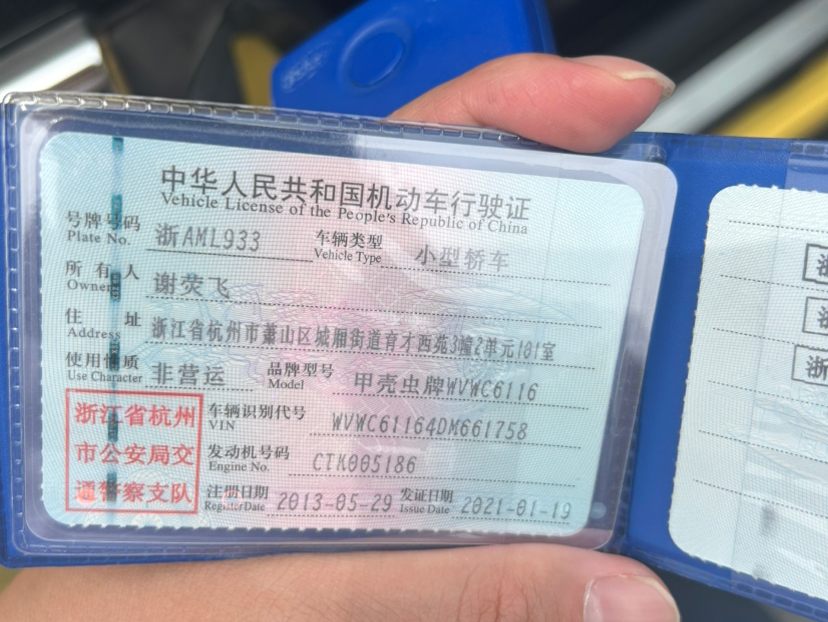 中华人民共和国机动车行驶证
Vehicle License of the People's Republic of China
号牌号码 浙AML933 车辆类型 小型轿车
Plate No. Vehicle Type
所有人 谢荧飞
Owner
住址 浙江省杭州市萧山区城厢街道育才西苑3幢2单元101室
Address
使用性质 非营运 品牌型号 甲壳虫牌WVWC6116
Use Character Model
浙江省杭州市公安局交通警察支队
车辆识别代号 WVWC61164DM661758
VIN
发动机号码 CTK005186
Engine No.
注册日期 2013-05-29 发证日期 2021-01-19
Register Date Issue Date